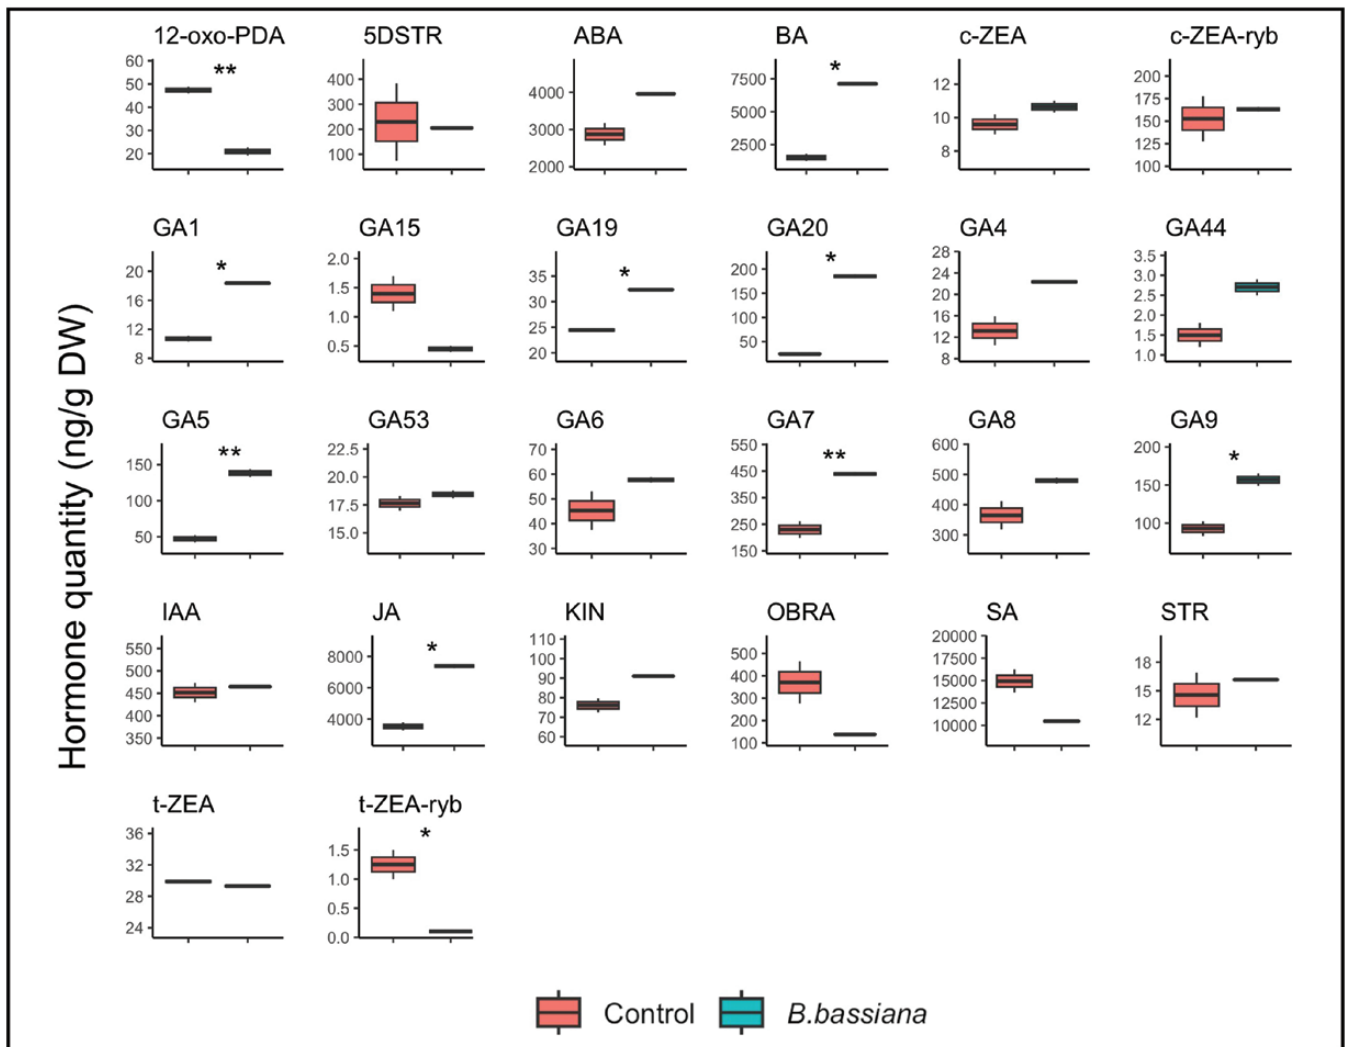 12-oxo-PDA 5DSTR ABA BA c-ZEA c-ZEA-ryb
60 50 40 30 20 **
400 300 200 100
4000 3000 2000
7500 5000 2500 *
12 10 8
200 175 150 125 100
GA1 GA15 GA19 GA20 GA4 GA44
20 16 12 8 *
2.0 1.5 1.0 0.5
35 30 25 20 *
200 150 100 50 *
28 24 20 16 12 8
3.5 3.0 2.5 2.0 1.5 1.0
Hormone quantity (ng/g DW)
GA5 GA53 GA6 GA7 GA8 GA9
150 100 50 **
22.5 20.0 17.5 15.0
70 60 50 40 30
550 450 350 250 150 **
600 500 400 300
200 150 100 *
IAA JA KIN OBRA SA STR
550 500 450 400 350
8000 6000 4000 *
110 100 90 80 70 60
500 400 300 200 100
20000 17500 15000 12500 10000
18 15 12
t-ZEA t-ZEA-ryb
36 32 28 24
1.5 1.0 0.5 0.0 *
Control B.bassiana